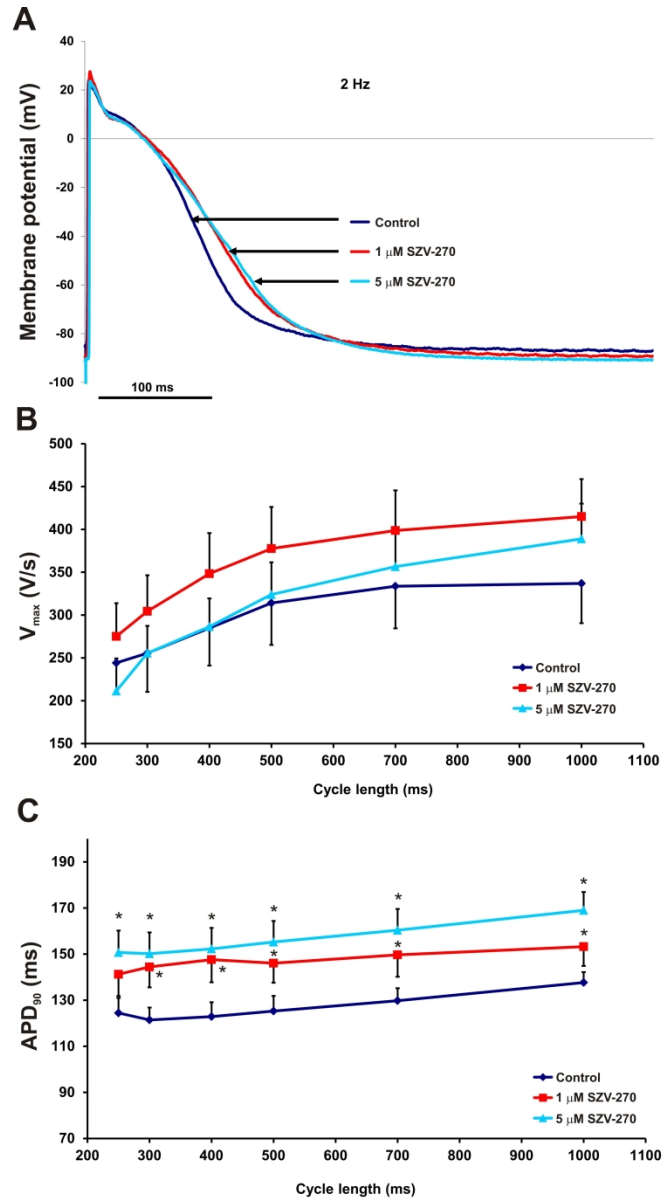 A
Membrane potential (mV)
40
20
0
-20
-40
-60
-80
-100
2 Hz
Control
1 μM SZV-270
5 μM SZV-270
100 ms
B
Vmax (V/s)
500
450
400
350
300
250
200
150
200 300 400 500 600 700 800 900 1000 1100
Cycle length (ms)
Control
1 μM SZV-270
5 μM SZV-270
C
APD90 (ms)
190
170
150
130
110
90
70
* * * * * *
* * * * *
200 300 400 500 600 700 800 900 1000 1100
Cycle length (ms)
Control
1 μM SZV-270
5 μM SZV-270